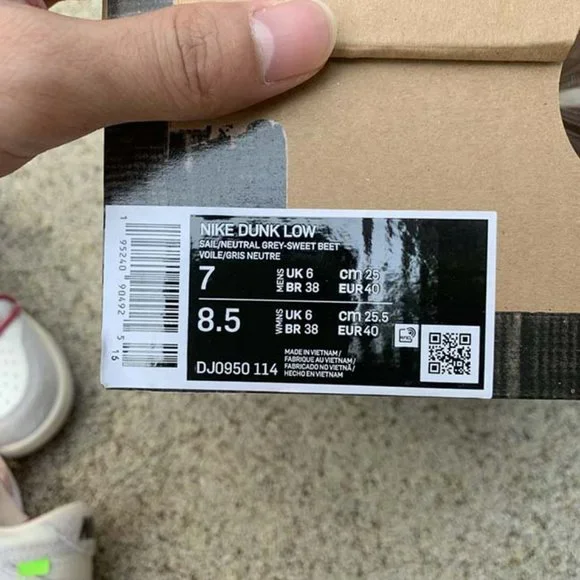 NIKE DUNK LOW
SAIL/NEUTRAL GREY-SWEET BEET
VOILE/GRIS NEUTRE
7 MENS UK 6 cm 25
BR 38 EUR 40
8.5 WMNS UK 6 cm 25.5
BR 38 EUR 40
DJ0950 114
MADE IN VIETNAM/
FABRIQUE AU VIETNAM/
FABRICADO NO VIETNÃ/
HECHO EN VIETNAM
1 95240 90492 5 16